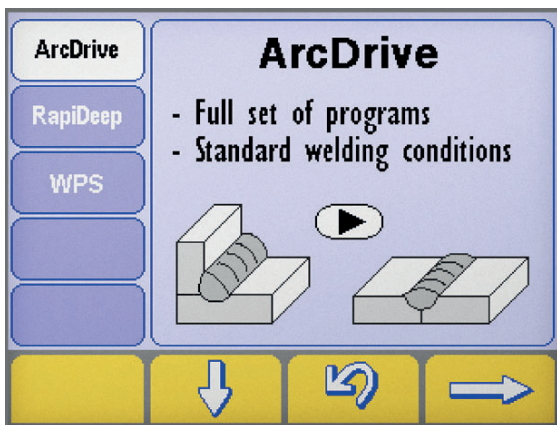 ArcDrive
RapiDeep
WPS
ArcDrive
- Full set of programs
- Standard welding conditions